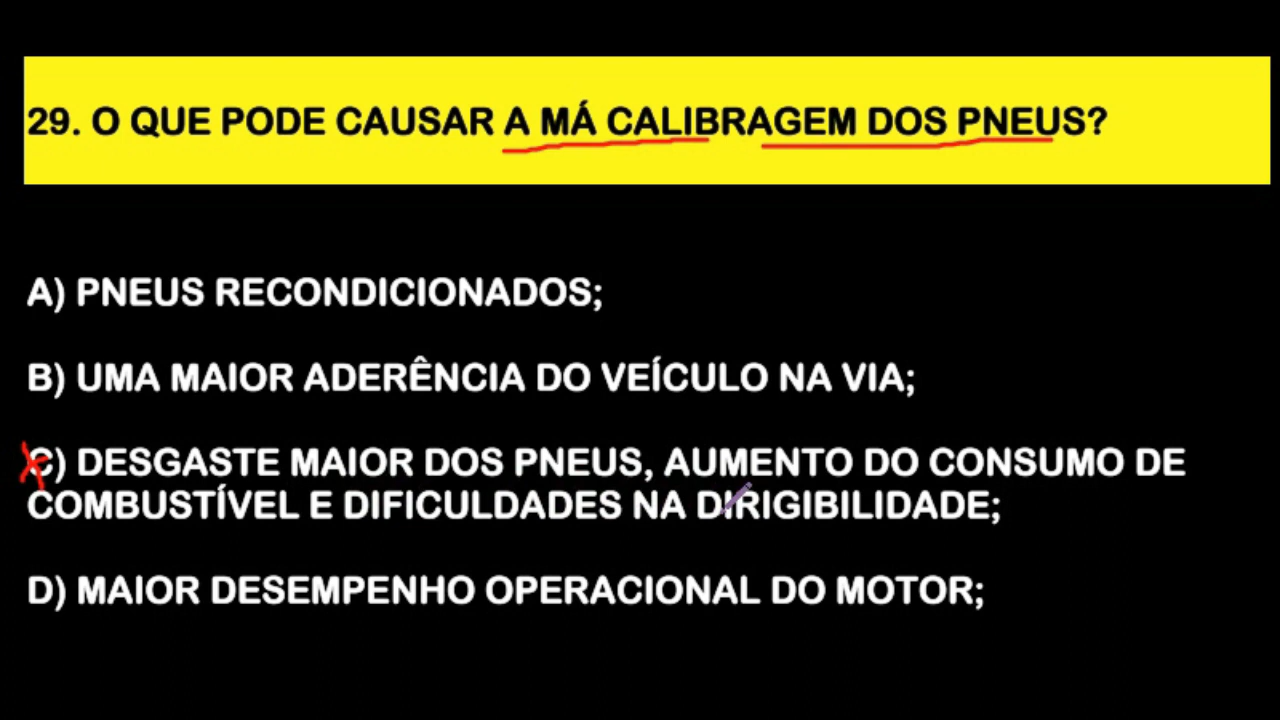 29. O QUE PODE CAUSAR A MÁ CALIBRAGEM DOS PNEUS?
A) PNEUS RECONDICIONADOS;
B) UMA MAIOR ADERÊNCIA DO VEÍCULO NA VIA;
C) DESGASTE MAIOR DOS PNEUS, AUMENTO DO CONSUMO DE
COMBUSTÍVEL E DIFICULDADES NA DIRIGIBILIDADE;
D) MAIOR DESEMPENHO OPERACIONAL DO MOTOR;